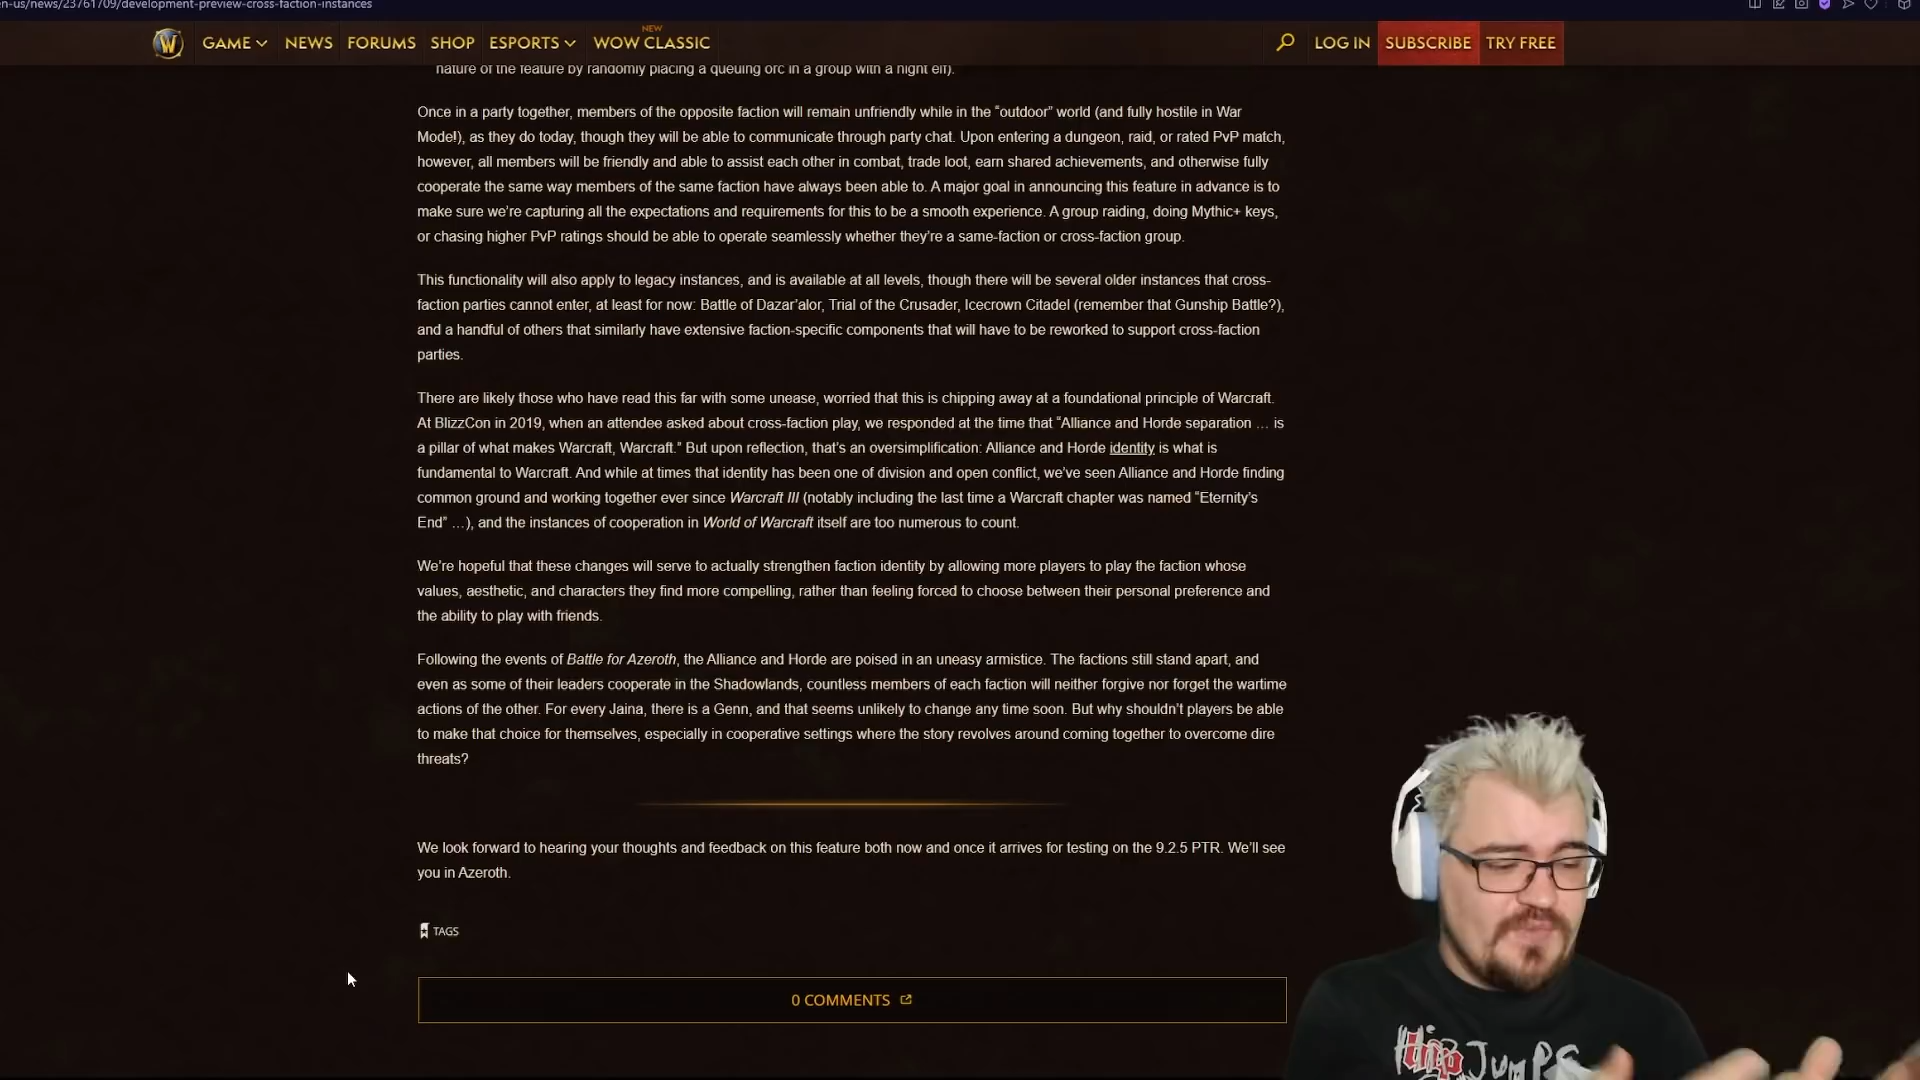 en-us/news/23761709/development-preview-cross-faction-instances
GAME NEWS FORUMS SHOP ESPORTS NEW WOW CLASSIC LOG IN SUBSCRIBE TRY FREE
nature of the feature by randomly placing a queuing orc in a group with a night elf).
Once in a party together, members of the opposite faction will remain unfriendly while in the “outdoor” world (and fully hostile in War
Mode!), as they do today, though they will be able to communicate through party chat. Upon entering a dungeon, raid, or rated PvP match,
however, all members will be friendly and able to assist each other in combat, trade loot, earn shared achievements, and otherwise fully
cooperate the same way members of the same faction have always been able to. A major goal in announcing this feature in advance is to
make sure we’re capturing all the expectations and requirements for this to be a smooth experience. A group raiding, doing Mythic+ keys,
or chasing higher PvP ratings should be able to operate seamlessly whether they’re a same-faction or cross-faction group.
This functionality will also apply to legacy instances, and is available at all levels, though there will be several older instances that cross-
faction parties cannot enter, at least for now: Battle of Dazar’alor, Trial of the Crusader, Icecrown Citadel (remember that Gunship Battle?),
and a handful of others that similarly have extensive faction-specific components that will have to be reworked to support cross-faction
parties.
There are likely those who have read this far with some unease, worried that this is chipping away at a foundational principle of Warcraft.
At BlizzCon in 2019, when an attendee asked about cross-faction play, we responded at the time that “Alliance and Horde separation … is
a pillar of what makes Warcraft, Warcraft.” But upon reflection, that’s an oversimplification: Alliance and Horde identity is what is
fundamental to Warcraft. And while at times that identity has been one of division and open conflict, we’ve seen Alliance and Horde finding
common ground and working together ever since Warcraft III (notably including the last time a Warcraft chapter was named “Eternity’s
End” …), and the instances of cooperation in World of Warcraft itself are too numerous to count.
We’re hopeful that these changes will serve to actually strengthen faction identity by allowing more players to play the faction whose
values, aesthetic, and characters they find more compelling, rather than feeling forced to choose between their personal preference and
the ability to play with friends.
Following the events of Battle for Azeroth, the Alliance and Horde are poised in an uneasy armistice. The factions still stand apart, and
even as some of their leaders cooperate in the Shadowlands, countless members of each faction will neither forgive nor forget the wartime
actions of the other. For every Jaina, there is a Genn, and that seems unlikely to change any time soon. But why shouldn’t players be able
to make that choice for themselves, especially in cooperative settings where the story revolves around coming together to overcome dire
threats?
We look forward to hearing your thoughts and feedback on this feature both now and once it arrives for testing on the 9.2.5 PTR. We’ll see
you in Azeroth.
TAGS
0 COMMENTS
JUMPS